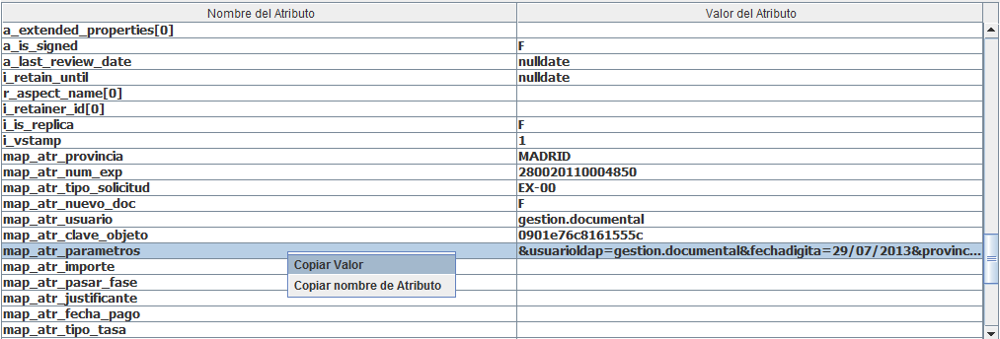 Nombre del Atributo Valor del Atributo
a_extended_properties[0]
a_is_signed F
a_last_review_date nulldate
i_retain_until nulldate
r_aspect_name[0]
i_retainer_id[0]
i_is_replica F
i_vstamp 1
map_atr_provincia MADRID
map_atr_num_exp 280020110004850
map_atr_tipo_solicitud EX-00
map_atr_nuevo_doc F
map_atr_usuario gestion.documental
map_atr_clave_objeto 0901e76c8161555c
map_atr_parametros &usuarioldap=gestion.documental&fechadigita=29/07/2013&provinc...
map_atr_importe
map_atr_pasar_fase
map_atr_justificante
map_atr_fecha_pago
map_atr_tipo_tasa
Copiar Valor
Copiar nombre de Atributo